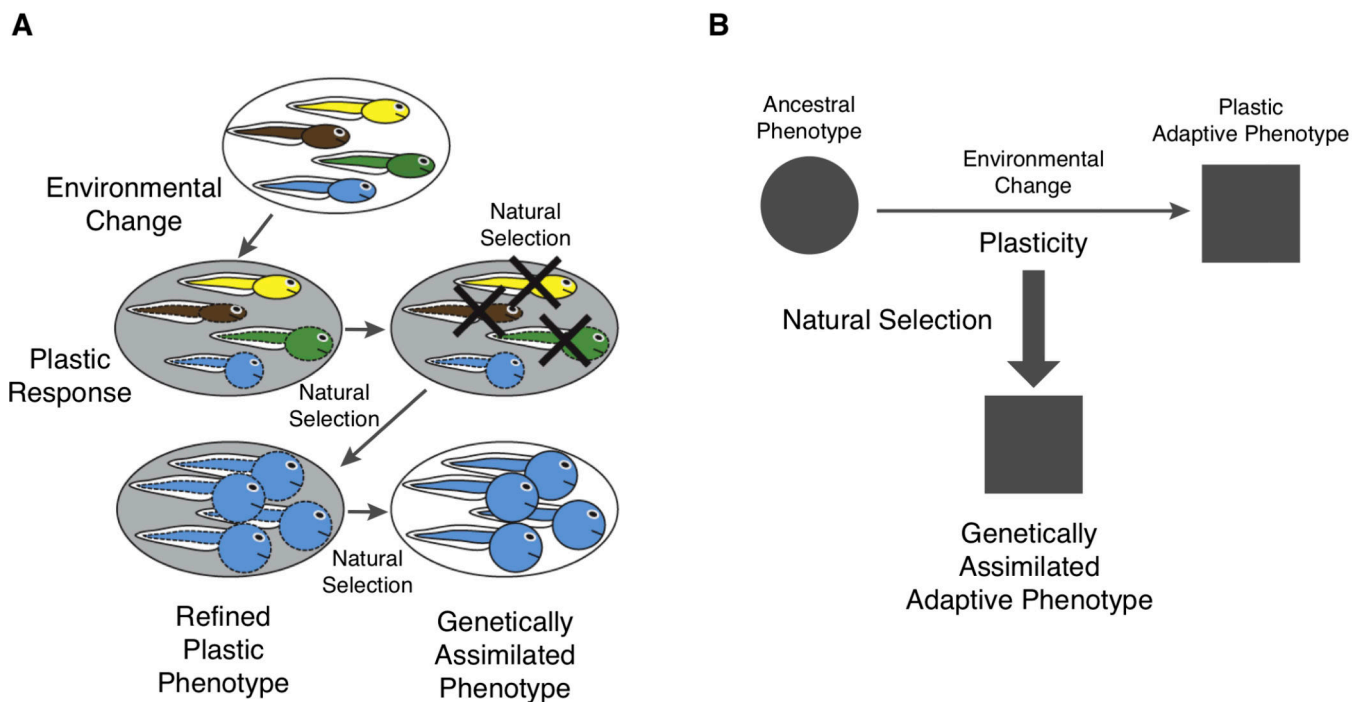 A
Environmental
Change
Natural
Selection
Plastic
Response
Natural
Selection
Natural
Selection
Refined
Plastic
Phenotype
Genetically
Assimilated
Phenotype
B
Ancestral
Phenotype
Environmental
Change
Plastic
Adaptive Phenotype
Plasticity
Natural Selection
Genetically
Assimilated
Adaptive Phenotype